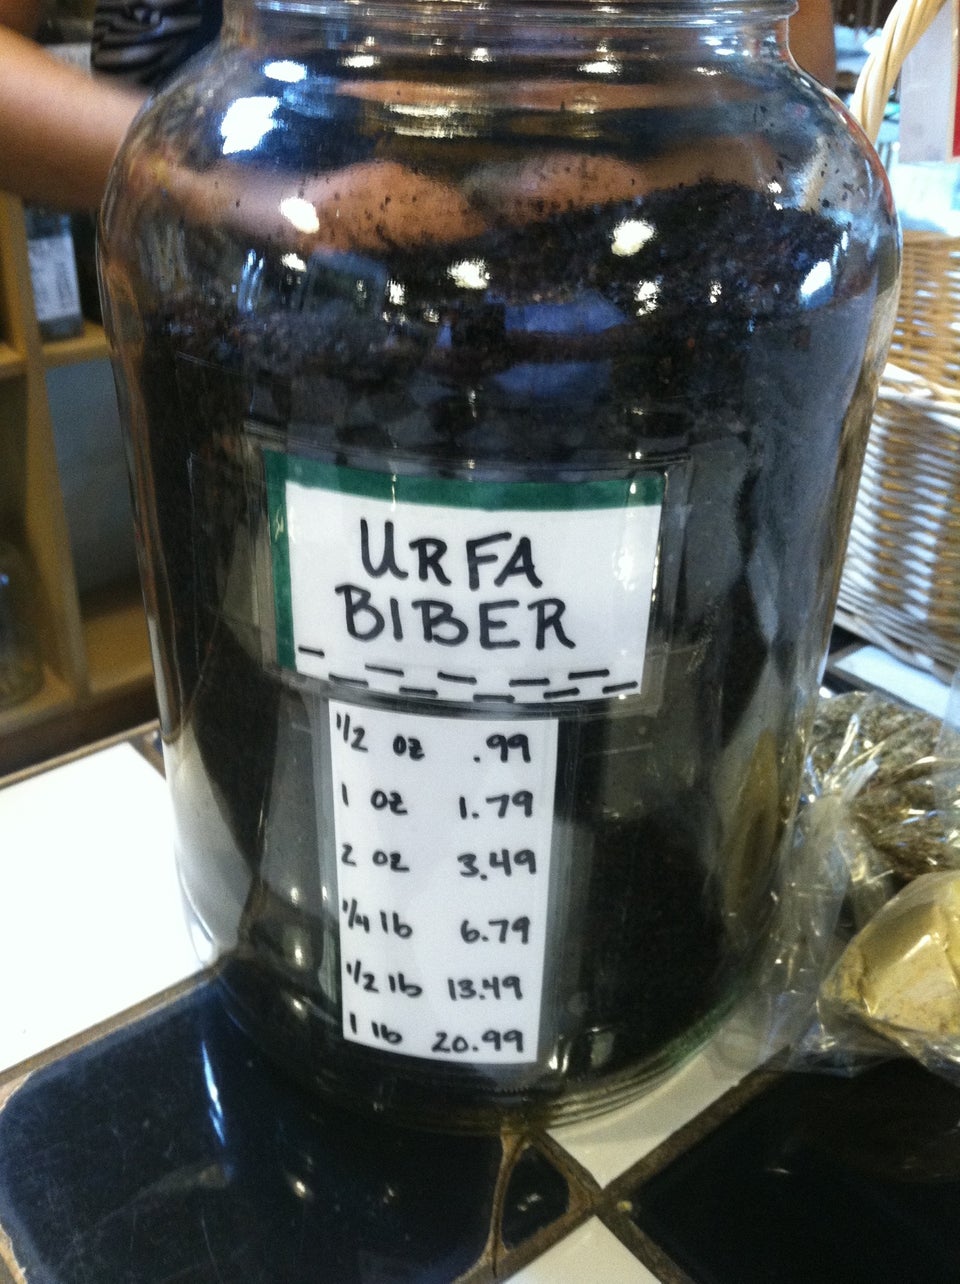 URFA
BIBER
1/2 oz .99
1 oz 1.79
2 oz 3.49
1/4 lb 6.79
1/2 lb 13.49
1 lb 20.99